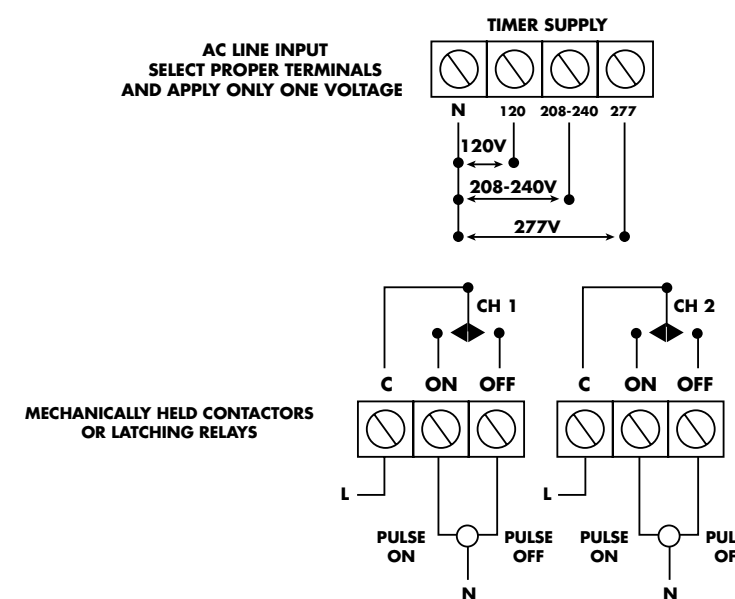 TIMER SUPPLY
AC LINE INPUT
SELECT PROPER TERMINALS
AND APPLY ONLY ONE VOLTAGE
N 120 208-240 277
120V
208-240V
277V
CH 1 CH 2
C ON OFF C ON OFF
MECHANICALLY HELD CONTACTORS
OR LATCHING RELAYS
L L
PULSE PULSE PULSE PUL
ON OFF ON OF
N N